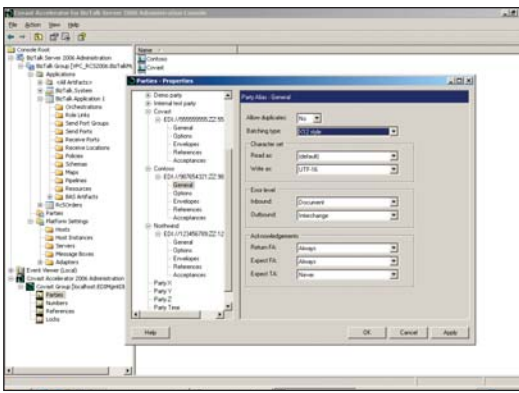 Covast Accelerator for BizTalk Server 2006 Administration Console
File Action View Help
Console Root
BizTalk Server 2006 Administration
Applications
<All Artifacts>
BizTalk.System
BizTalk Application 1
Orchestrations
Role Links
Send Port Groups
Send Ports
Receive Ports
Receive Locations
Policies
Schemas
Maps
Pipelines
Resources
BAS Artifacts
Parties
Platform Settings
Hosts
Host Instances
Servers
Message Boxes
Adapters
Event Viewer (Local)
Covast Accelerator 2006 Administration
Parties
Numbers
References
Locks
Name
Contoso
Covast
Parties - Properties
Demo party
Internal test party
Covast
General
Options
Envelopes
References
Acceptances
Contoso
General
Options
Envelopes
References
Acceptances
Northwind
General
Options
Envelopes
References
Acceptances
Party X
Party Y
Party Z
Party Time
Party Alias - General
Allow duplicates: No
Batching type: X12 style
Character set
Read as: (default)
Write as: UTF-16
Error level
Inbound: Document
Outbound: Interchange
Acknowledgements
Return FA: Always
Expect FA: Always
Expect TA: Never
Help
OK
Cancel
Apply